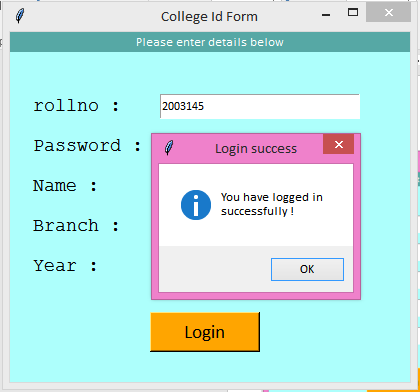 College Id Form
Please enter details below
rollno : 2003145
Password :
Login success
Name :
You have logged in
successfully !
Branch :
Year :
OK
Login